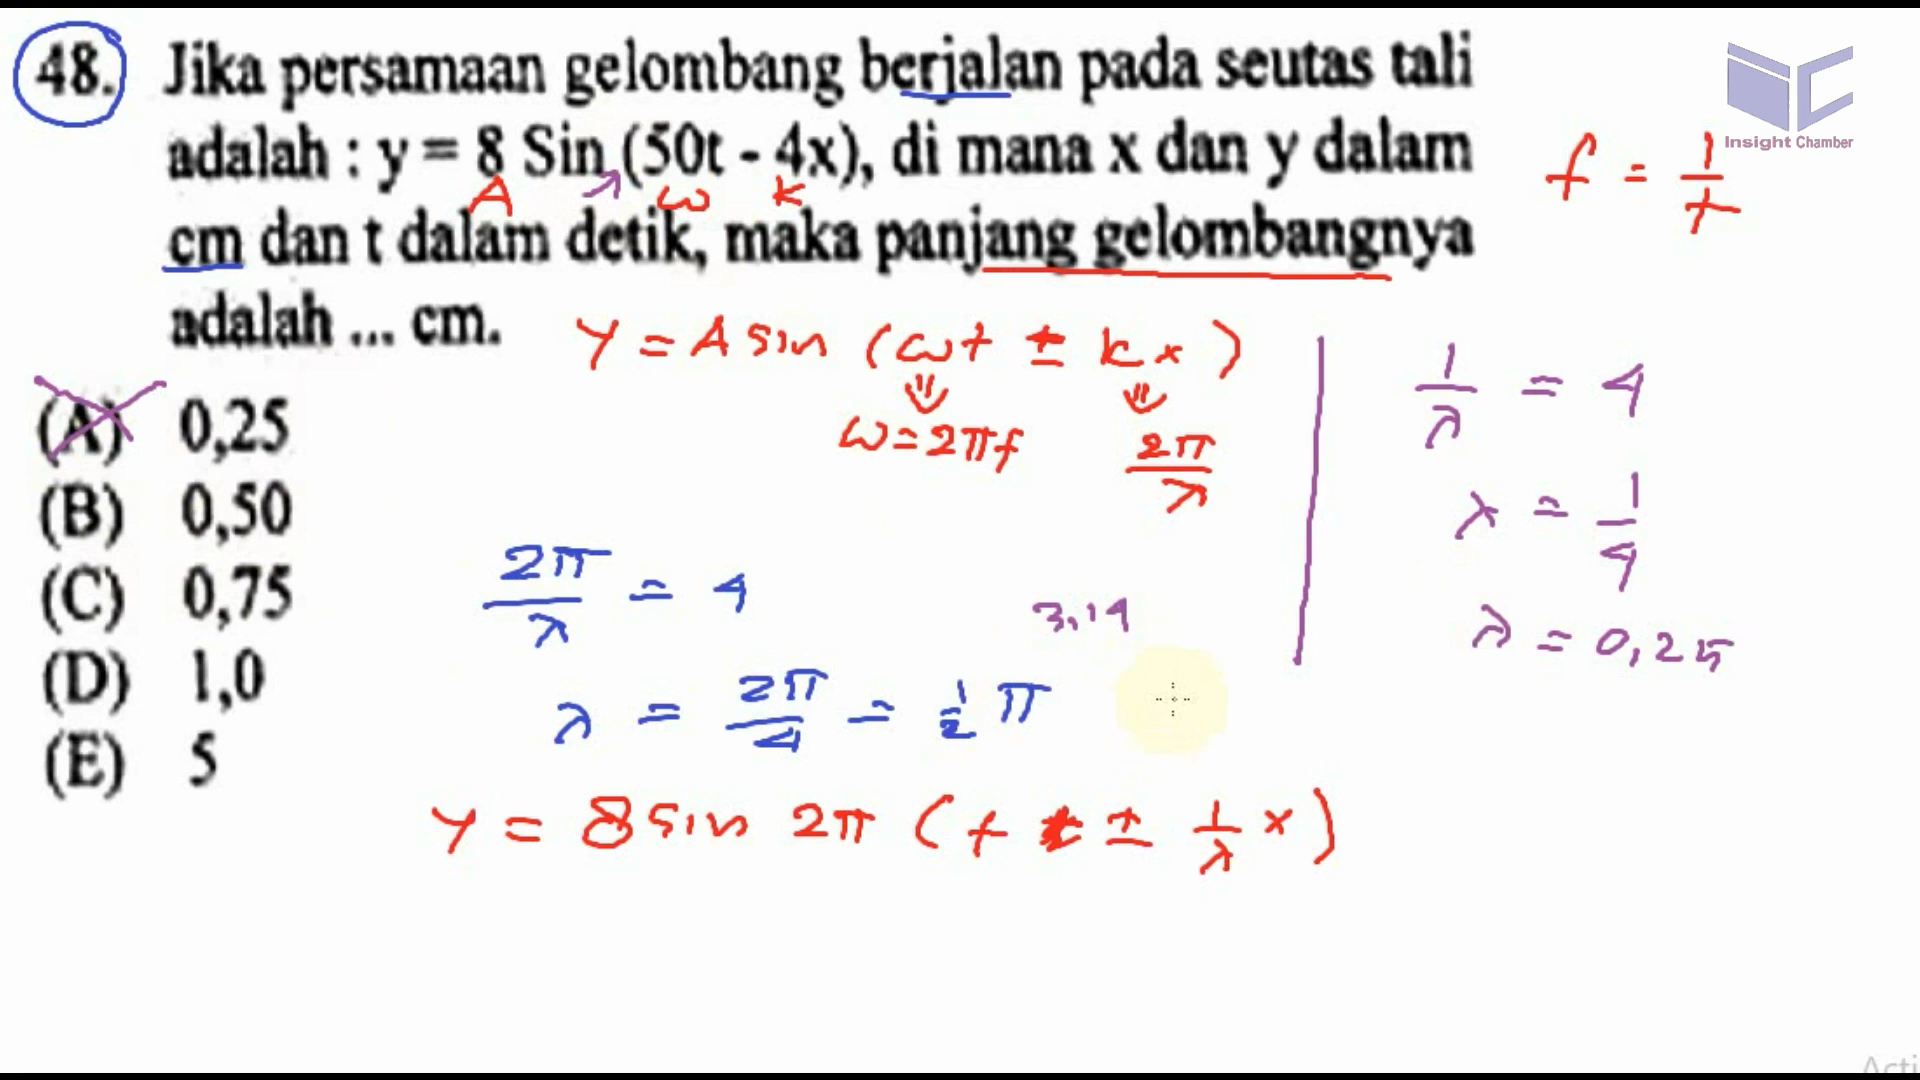 48. Jika persamaan gelombang berjalan pada seutas tali
adalah : y = 8 Sin (50t - 4x), di mana x dan y dalam
A ω k
cm dan t dalam detik, maka panjang gelombangnya
adalah ... cm.
(A) 0,25
(B) 0,50
(C) 0,75
(D) 1,0
(E) 5
Insight Chamber
f = 1/T
y = A sin (ωt ± kx)
ω = 2πf 2π/λ
2π/λ = 4
3,14
λ = 2π/4 = 1/2 π
1/λ = 4
λ = 1/4
λ = 0,25
y = 8 sin 2π (t ± 1/λ x)
Acti